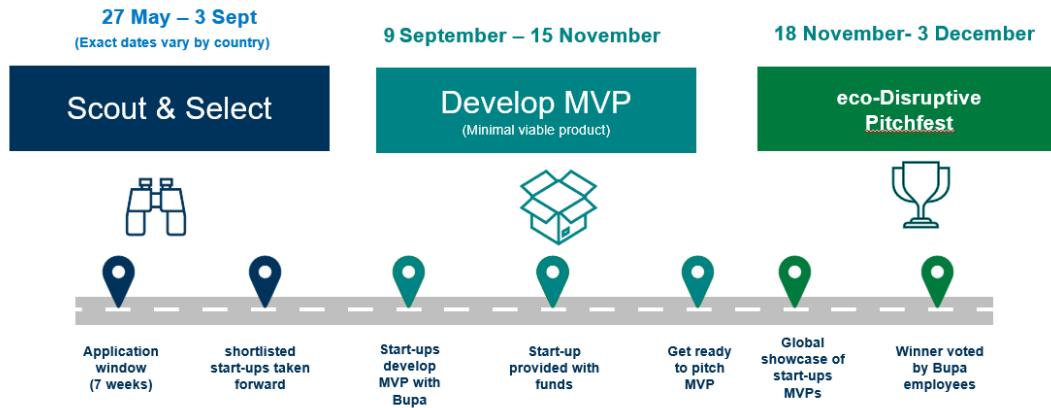 27 May – 3 Sept
(Exact dates vary by country)
Scout & Select
9 September – 15 November
Develop MVP
(Minimal viable product)
18 November- 3 December
eco-Disruptive
Pitchfest
Application
window
(7 weeks)
shortlisted
start-ups taken
forward
Start-ups
develop
MVP with
Bupa
Start-up
provided with
funds
Get ready
to pitch
MVP
Global
showcase of
start-ups
MVPs
Winner voted
by Bupa
employees